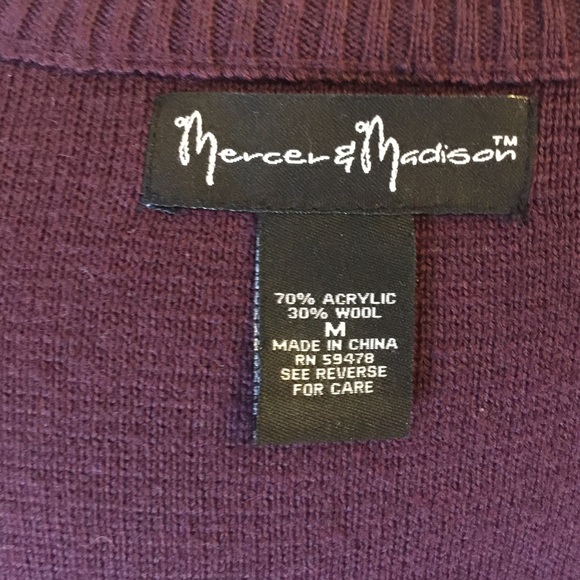 Mercer & Madison™
70% ACRYLIC
30% WOOL
M
MADE IN CHINA
RN 59478
SEE REVERSE
FOR CARE